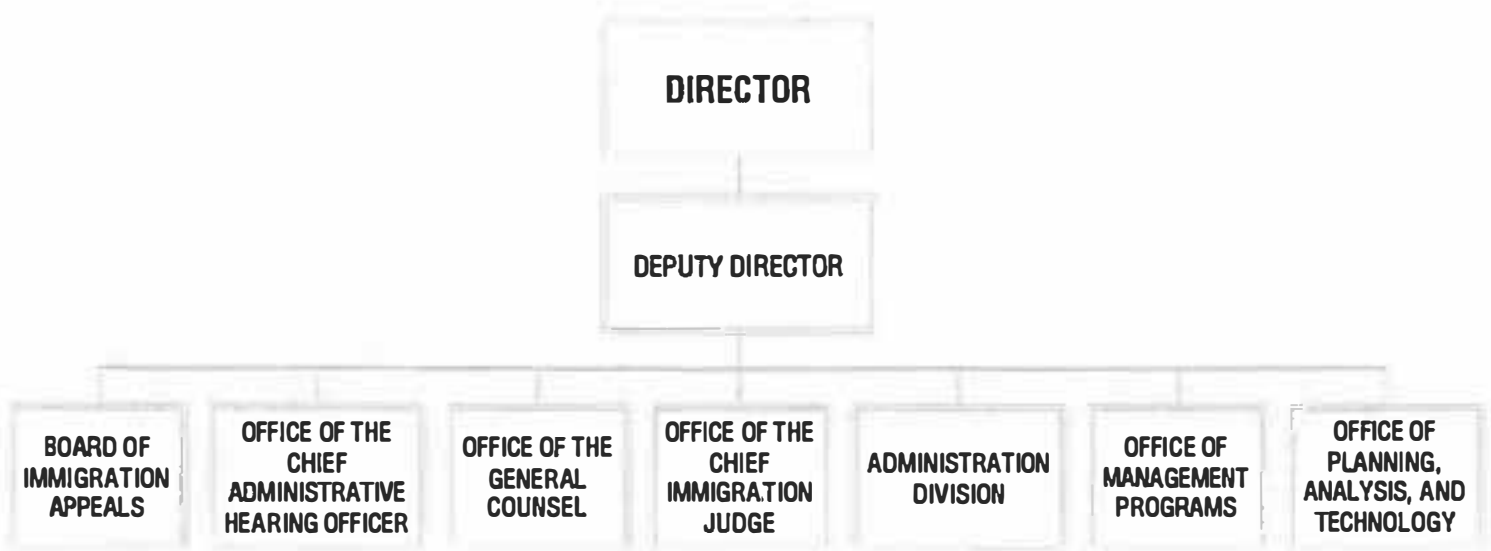 DIRECTOR
DEPUTY DIRECTOR
BOARD OF
IMMIGRATION
APPEALS
OFFICE OF THE
CHIEF
ADMINISTRATIVE
HEARING OFFICER
OFFICE OF THE
GENERAL
COUNSEL
OFFICE OF THE
CHIEF
IMMIGRATION
JUDGE
ADMINISTRATION
DIVISION
OFFICE OF
MANAGEMENT
PROGRAMS
OFFICE OF
PLANNING,
ANALYSIS, AND
TECHNOLOGY